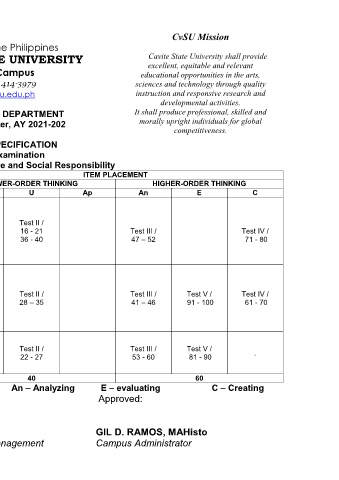 e Philippines
E UNIVERSITY
Campus
414-3979
u.edu.ph
DEPARTMENT
ter, AY 2021-202
PECIFICATION
xamination
e and Social Responsibility
CvSU Mission
Cavite State University shall provide
excellent, equitable and relevant
educational opportunities in the arts,
sciences and technology through quality
instruction and responsive research and
developmental activities.
It shall produce professional, skilled and
morally upright individuals for global
competitiveness.
ITEM PLACEMENT
WER-ORDER THINKING HIGHER-ORDER THINKING
U Ap An E C
Test II /
16 - 21
36 - 40
Test III /
47 – 52
Test IV /
71 - 80
Test II /
28 – 35
Test III /
41 – 46
Test V /
91 - 100
Test IV /
61 - 70
Test II /
22 - 27
Test III /
53 - 60
Test V /
81 - 90
40 60
An – Analyzing E – evaluating C – Creating
Approved:
GIL D. RAMOS, MAHisto
nagement Campus Administrator